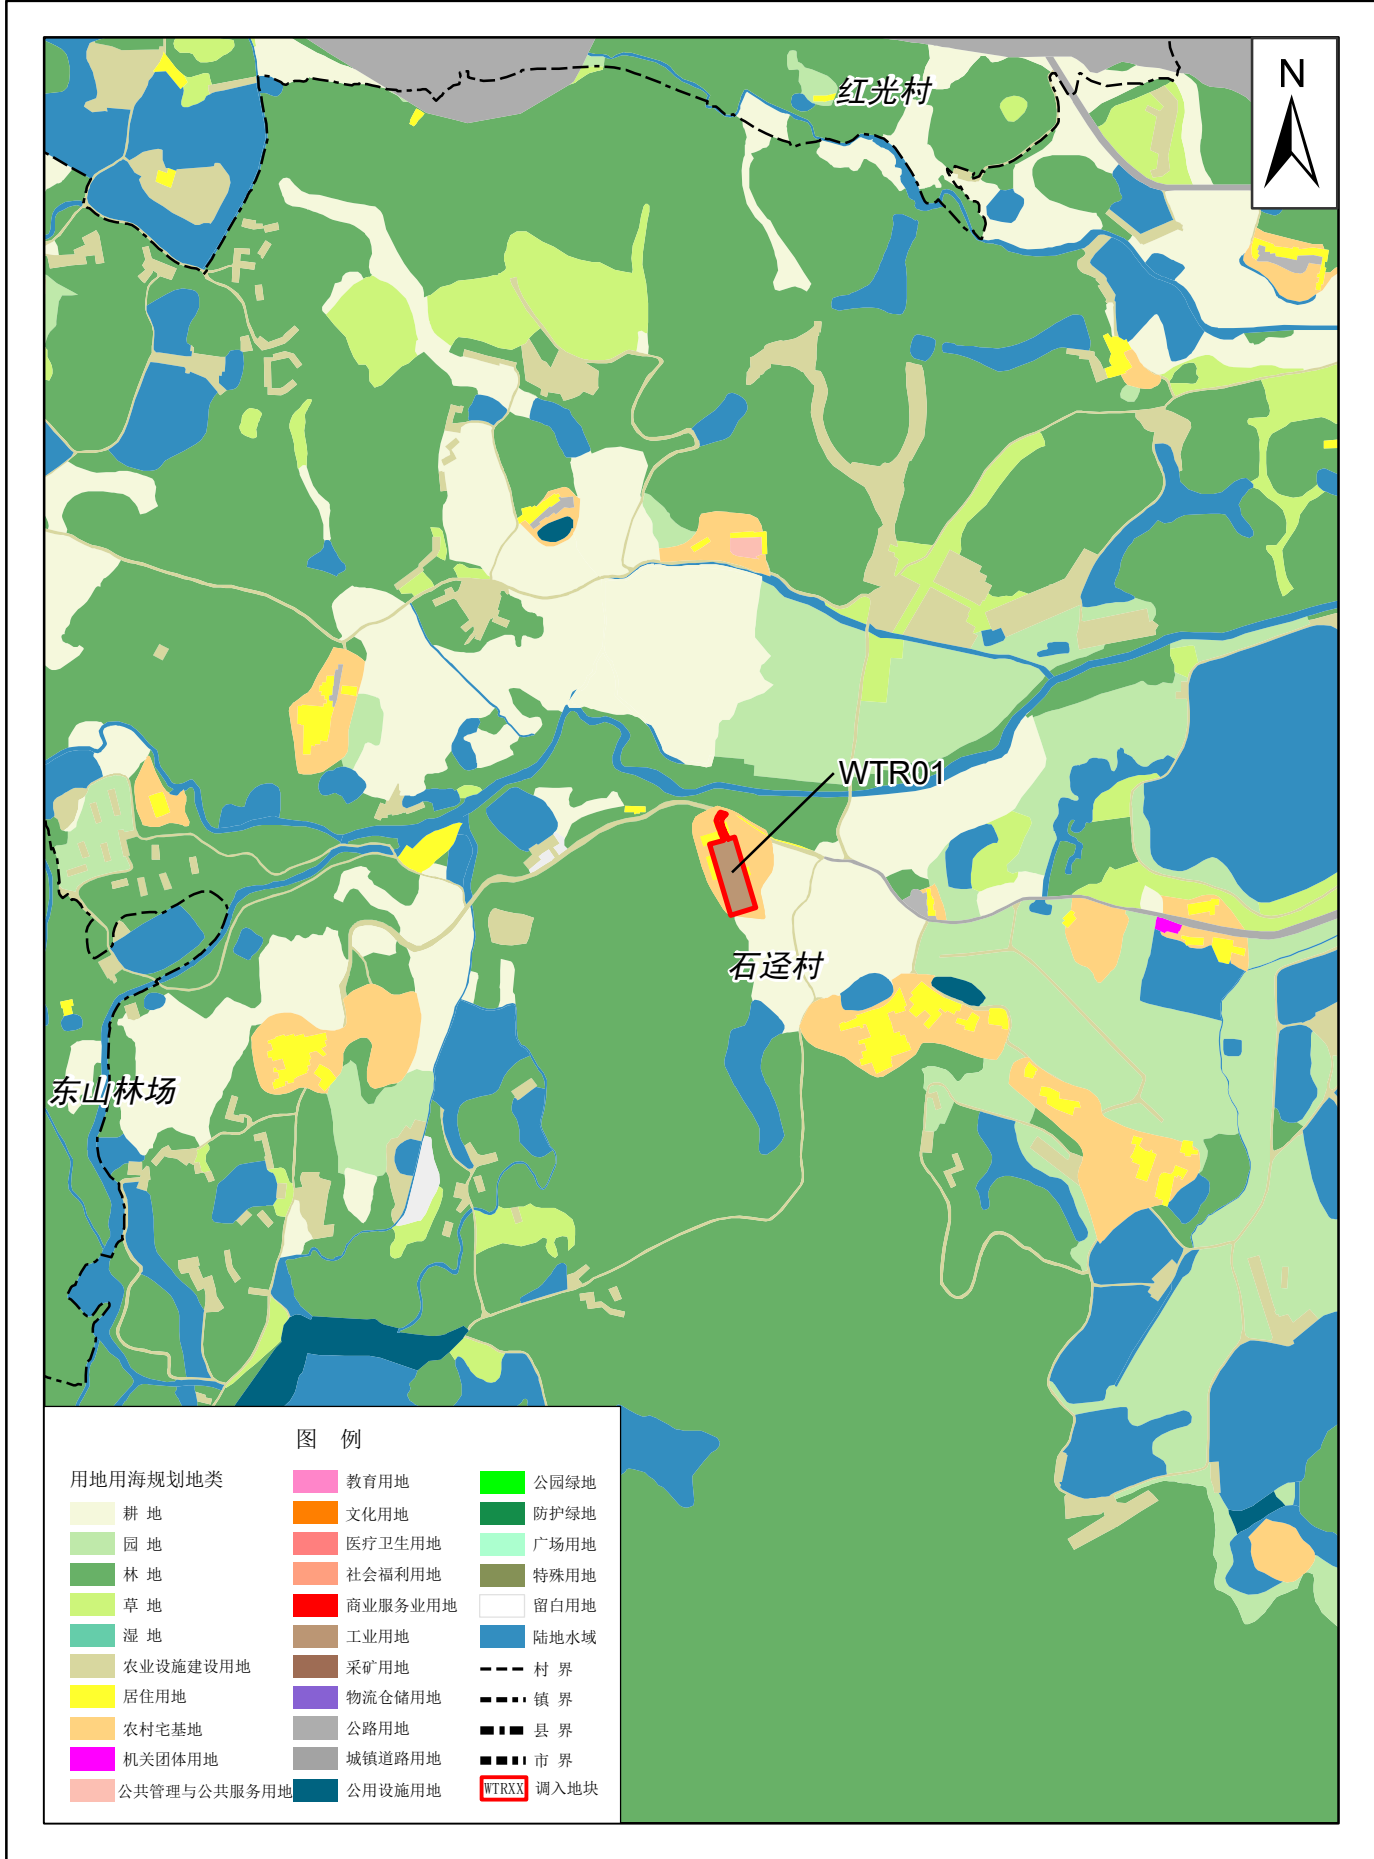 N
红光村
WTR01
石迳村
东山林场
图 例
用地用海规划地类
耕 地
园 地
林 地
草 地
湿 地
农业设施建设用地
居住用地
农村宅基地
机关团体用地
公共管理与公共服务用地
教育用地
文化用地
医疗卫生用地
社会福利用地
商业服务业用地
工业用地
采矿用地
物流仓储用地
公路用地
城镇道路用地
公用设施用地
公园绿地
防护绿地
广场用地
特殊用地
留白用地
陆地水域
村 界
镇 界
县 界
市 界
WTRXX 调入地块